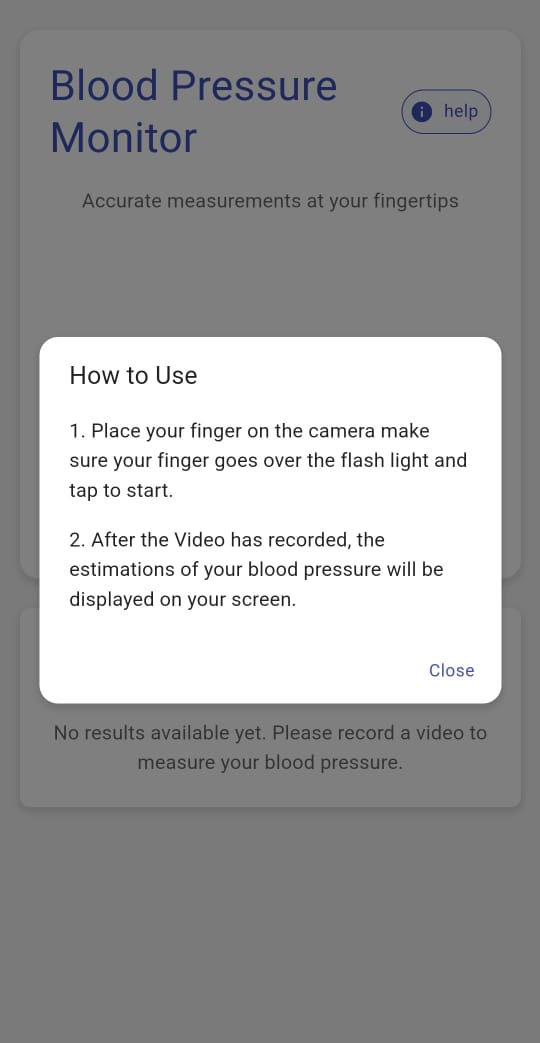 Blood Pressure
Monitor
help
Accurate measurements at your fingertips
How to Use
1. Place your finger on the camera make
sure your finger goes over the flash light and
tap to start.
2. After the Video has recorded, the
estimations of your blood pressure will be
displayed on your screen.
Close
No results available yet. Please record a video to
measure your blood pressure.